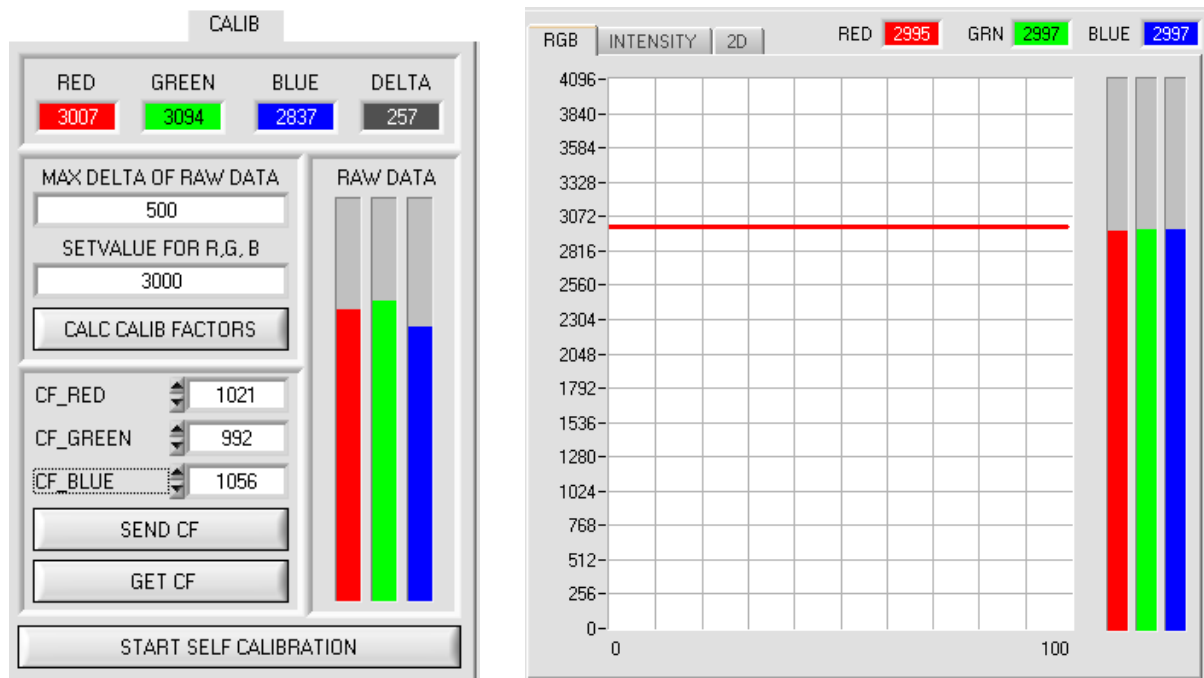 CALIB
RED GREEN BLUE DELTA
3007 3094 2837 257
MAX DELTA OF RAW DATA
500
SETVALUE FOR R,G, B
3000
CALC CALIB FACTORS
RAW DATA
CF_RED 1021
CF_GREEN 992
CF_BLUE 1056
SEND CF
GET CF
START SELF CALIBRATION
RGB INTENSITY 2D RED 2995 GRN 2997 BLUE 2997
4096
3840
3584
3328
3072
2816
2560
2304
2048
1792
1536
1280
1024
768
512
256
0
0 100